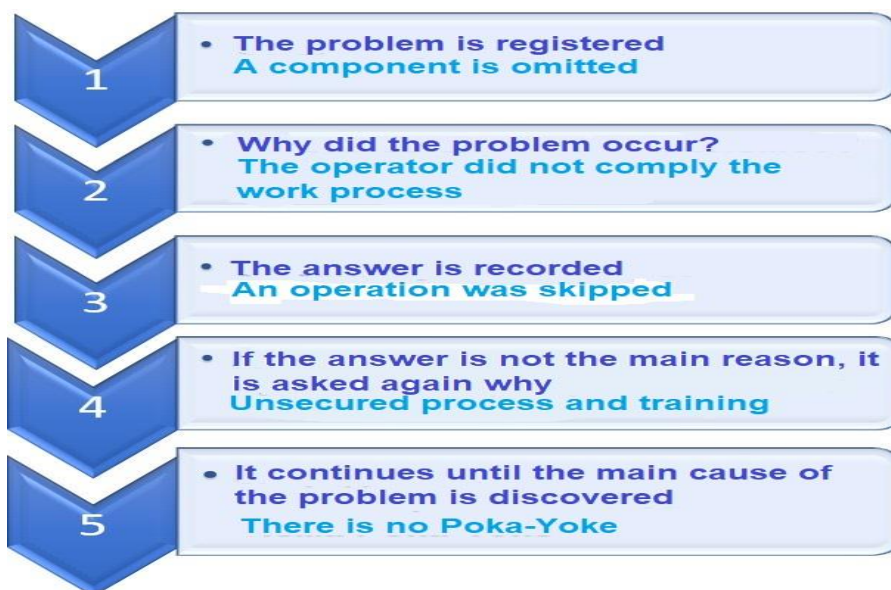 1
• The problem is registered
A component is omitted
2
• Why did the problem occur?
The operator did not comply the
work process
3
• The answer is recorded
An operation was skipped
4
• If the answer is not the main reason, it
is asked again why
Unsecured process and training
5
• It continues until the main cause of
the problem is discovered
There is no Poka-Yoke